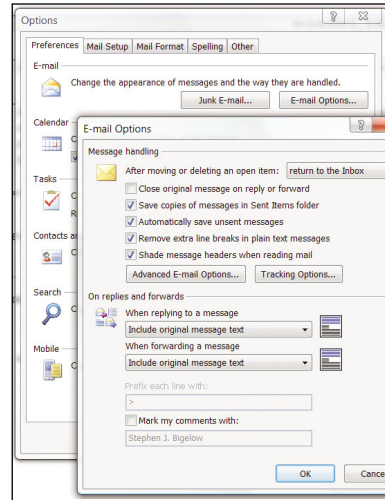 Options
Preferences Mail Setup Mail Format Spelling Other
E-mail
Change the appearance of messages and the way they are handled.
Junk E-mail... E-mail Options...
Calendar
E-mail Options
Message handling
After moving or deleting an open item: return to the Inbox
Close original message on reply or forward
Save copies of messages in Sent Items folder
Automatically save unsent messages
Remove extra line breaks in plain text messages
Shade message headers when reading mail
Advanced E-mail Options... Tracking Options...
On replies and forwards
When replying to a message
Include original message text
When forwarding a message
Include original message text
Prefix each line with:
>
Mark my comments with:
Stephen J. Bigelow
OK Cance
Tasks
Contacts a
Search
Mobile